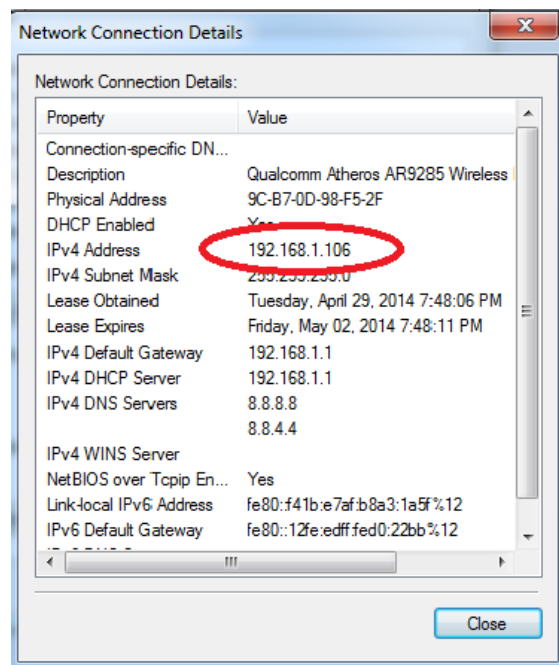 Network Connection Details
Network Connection Details:
Property Value
Connection-specific DN...
Description Qualcomm Atheros AR9285 Wireless
Physical Address 9C-B7-0D-98-F5-2F
DHCP Enabled Yes
IPv4 Address 192.168.1.106
IPv4 Subnet Mask 255.255.255.0
Lease Obtained Tuesday, April 29, 2014 7:48:06 PM
Lease Expires Friday, May 02, 2014 7:48:11 PM
IPv4 Default Gateway 192.168.1.1
IPv4 DHCP Server 192.168.1.1
IPv4 DNS Servers 8.8.8.8
8.8.4.4
IPv4 WINS Server
NetBIOS over Tcpip En... Yes
Link-local IPv6 Address fe80::f41b:e7af:b8a3:1a5f%12
IPv6 Default Gateway fe80::12fe:edff:fed0:22bb%12
Close